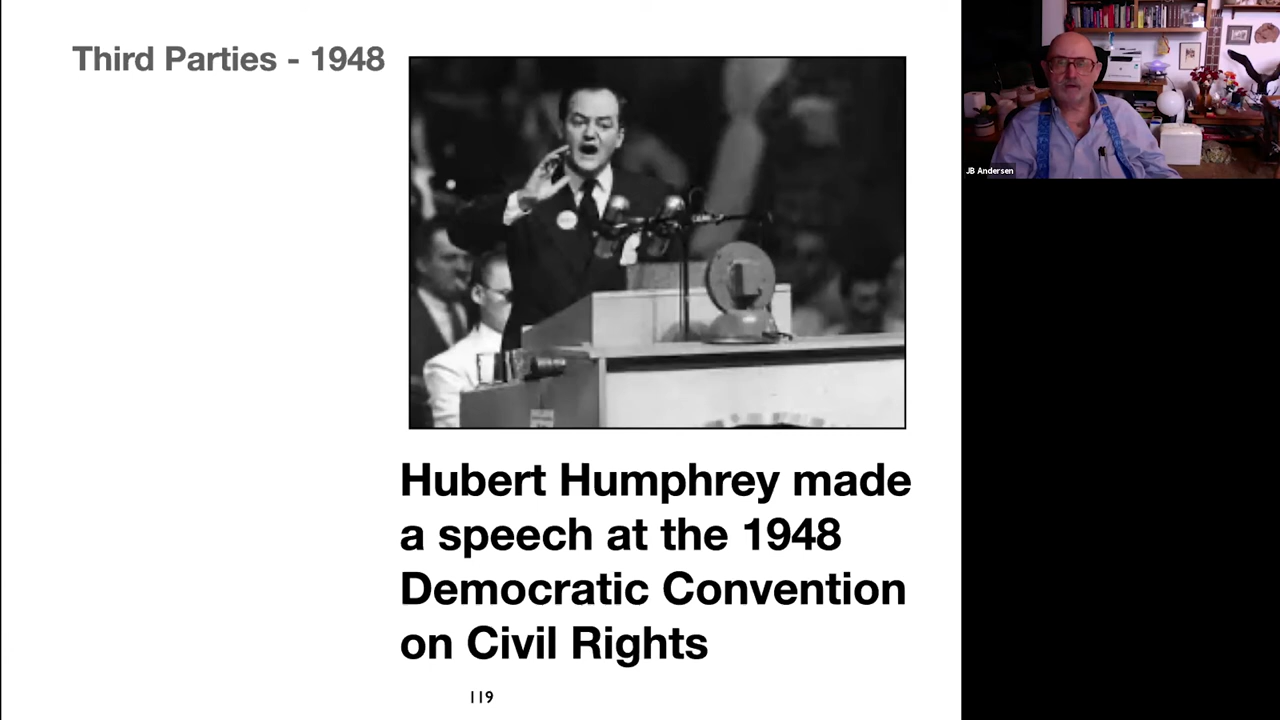 Third Parties - 1948
JB Andersen
Hubert Humphrey made
a speech at the 1948
Democratic Convention
on Civil Rights
119